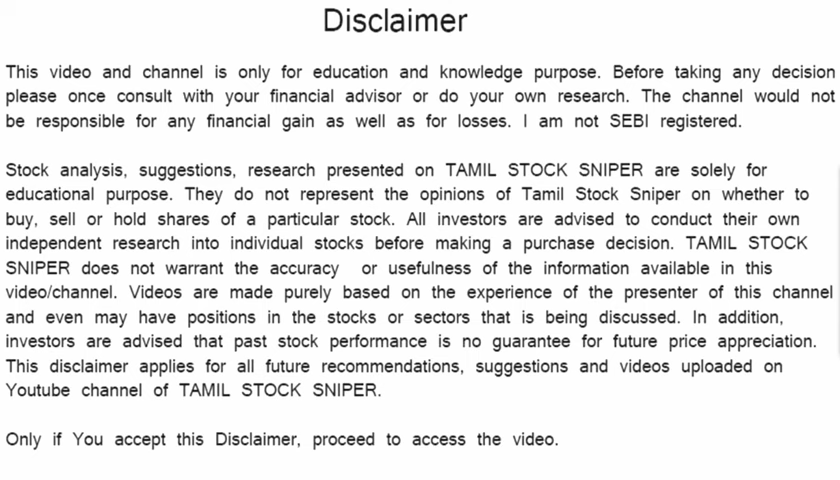 Disclaimer
This video and channel is only for education and knowledge purpose. Before taking any decision
please once consult with your financial advisor or do your own research. The channel would not
be responsible for any financial gain as well as for losses. I am not SEBI registered.
Stock analysis, suggestions, research presented on TAMIL STOCK SNIPER are solely for
educational purpose. They do not represent the opinions of Tamil Stock Sniper on whether to
buy, sell or hold shares of a particular stock. All investors are advised to conduct their own
independent research into individual stocks before making a purchase decision. TAMIL STOCK
SNIPER does not warrant the accuracy or usefulness of the information available in this
video/channel. Videos are made purely based on the experience of the presenter of this channel
and even may have positions in the stocks or sectors that is being discussed. In addition,
investors are advised that past stock performance is no guarantee for future price appreciation.
This disclaimer applies for all future recommendations, suggestions and videos uploaded on
Youtube channel of TAMIL STOCK SNIPER.
Only if You accept this Disclaimer, proceed to access the video.